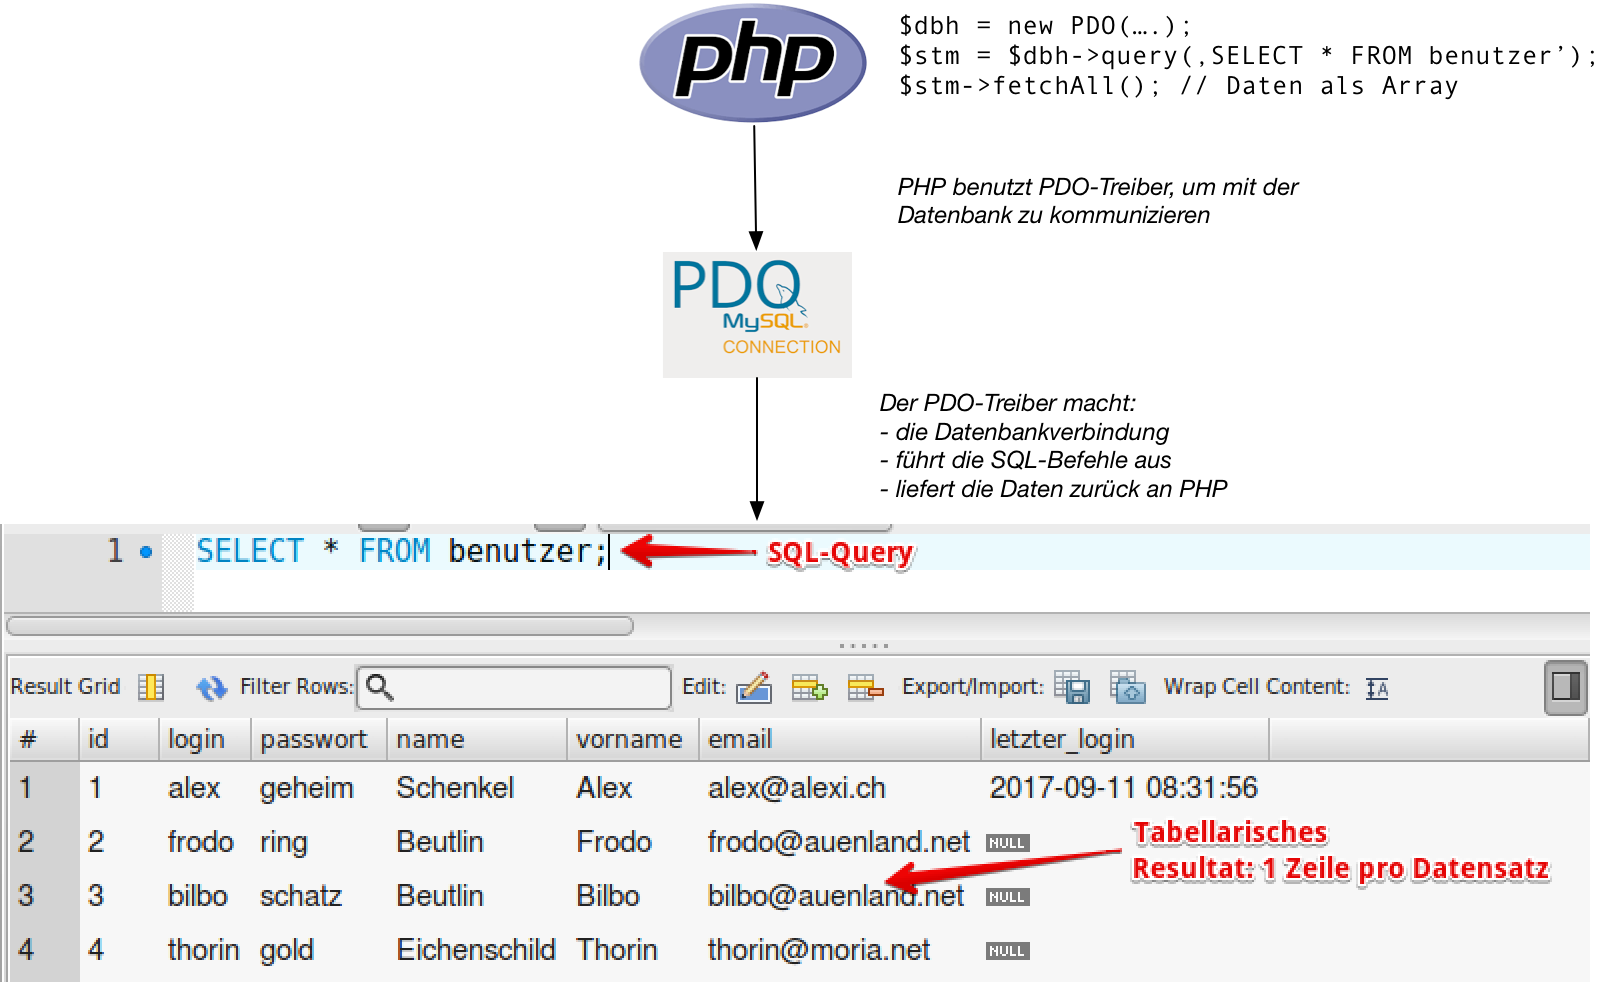 php
$dbh = new PDO(….);
$stm = $dbh->query(‚SELECT * FROM benutzer’);
$stm->fetchAll(); // Daten als Array
PHP benutzt PDO-Treiber, um mit der
Datenbank zu kommunizieren
PDO
MySQL®
CONNECTION
Der PDO-Treiber macht:
- die Datenbankverbindung
- führt die SQL-Befehle aus
- liefert die Daten zurück an PHP
1 SELECT * FROM benutzer; SQL-Query
Result Grid Filter Rows: Edit: Export/Import: Wrap Cell Content: IA
# id login passwort name vorname email letzter_login
1 1 alex geheim Schenkel Alex alex@alexi.ch 2017-09-11 08:31:56
2 2 frodo ring Beutlin Frodo frodo@auenland.net NULL
Tabellarisches
Resultat: 1 Zeile pro Datensatz
3 3 bilbo schatz Beutlin Bilbo bilbo@auenland.net NULL
4 4 thorin gold Eichenschild Thorin thorin@moria.net NULL